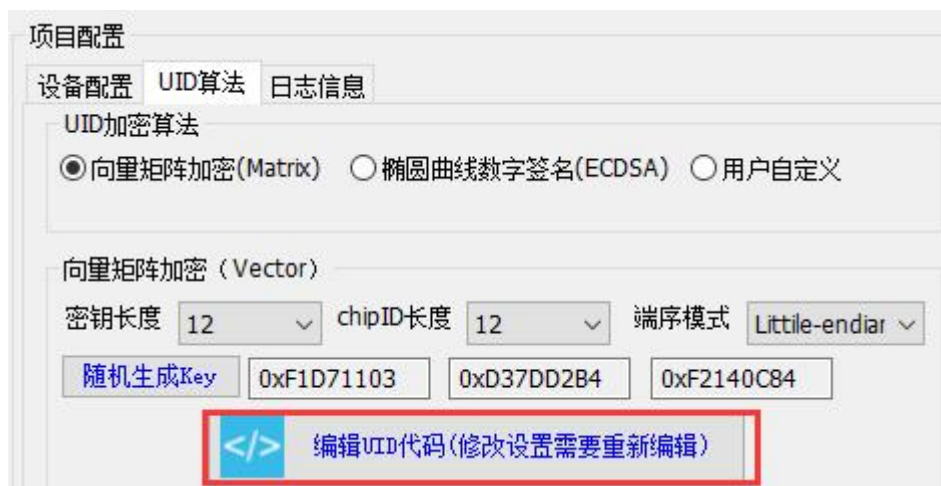 项目配置
设备配置 UID算法 日志信息
UID加密算法
向量矩阵加密(Matrix) 椭圆曲线数字签名(ECDSA) 用户自定义
向量矩阵加密（Vector）
密钥长度 12 chipID长度 12 端序模式 Littile-endiar
随机生成Key 0xF1D71103 0xD37DD2B4 0xF2140C84
</> 编辑UID代码(修改设置需要重新编辑)